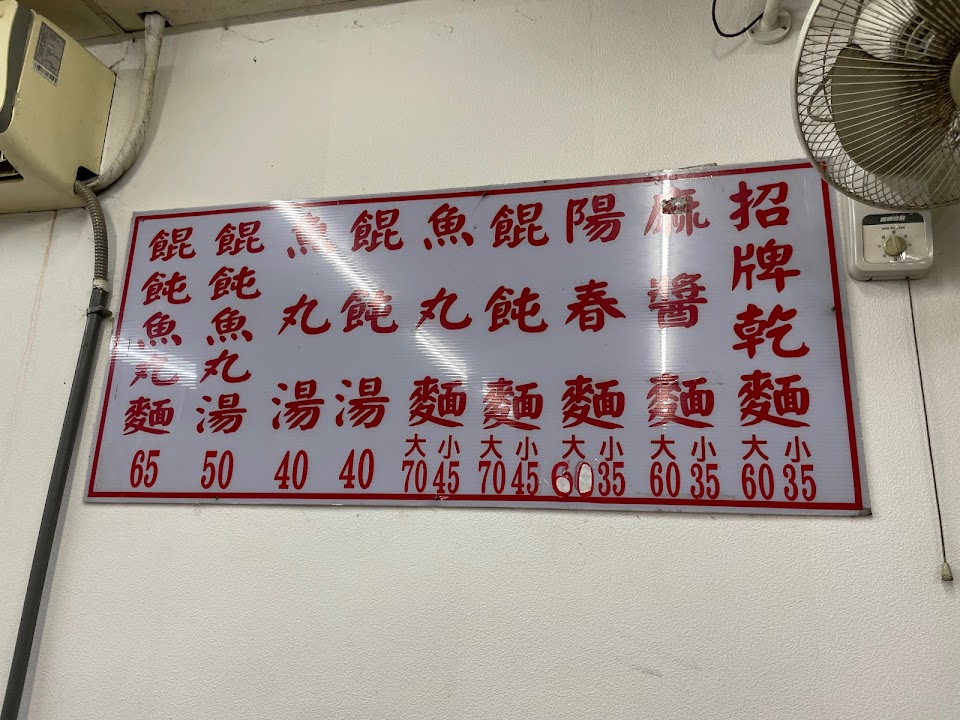 招牌乾麵 大60 小35
麻醬麵 大60 小35
陽春麵 大60 小35
餛飩麵 大70 小45
魚丸麵 大70 小45
餛飩湯 40
魚丸湯 40
餛飩魚丸湯 50
餛飩魚丸麵 65